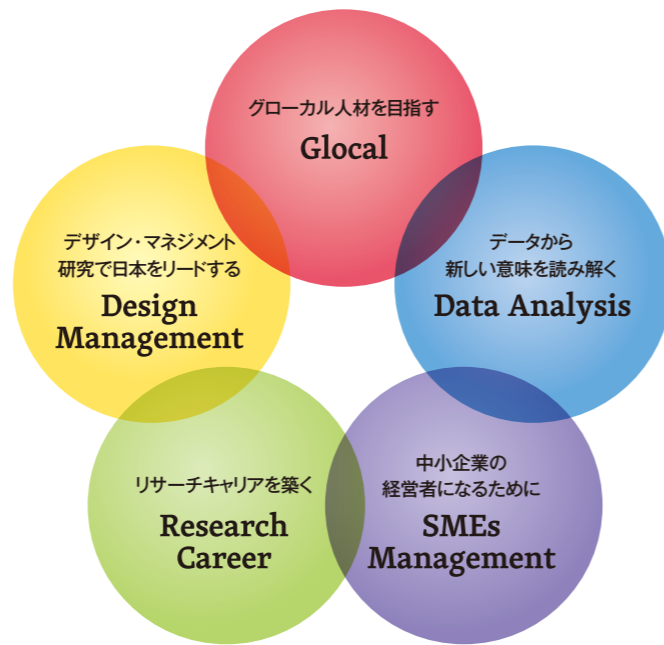 グローカル人材を目指す
Glocal
デザイン・マネジメント
研究で日本をリードする
Design
Management
データから
新しい意味を読み解く
Data Analysis
リサーチキャリアを築く
Research
Career
中小企業の
経営者になるために
SMEs
Management